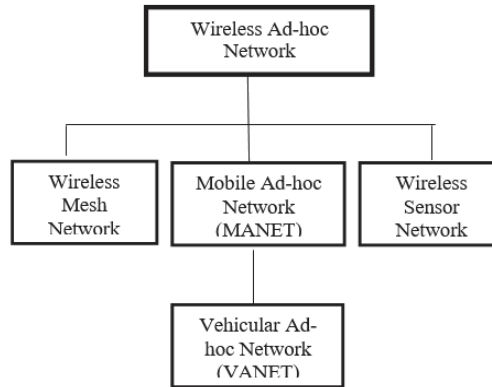 Wireless Ad-hoc
Network
Wireless
Mesh
Network
Mobile Ad-hoc
Network
(MANET)
Wireless
Sensor
Network
Vehicular Ad-
hoc Network
(VANET)